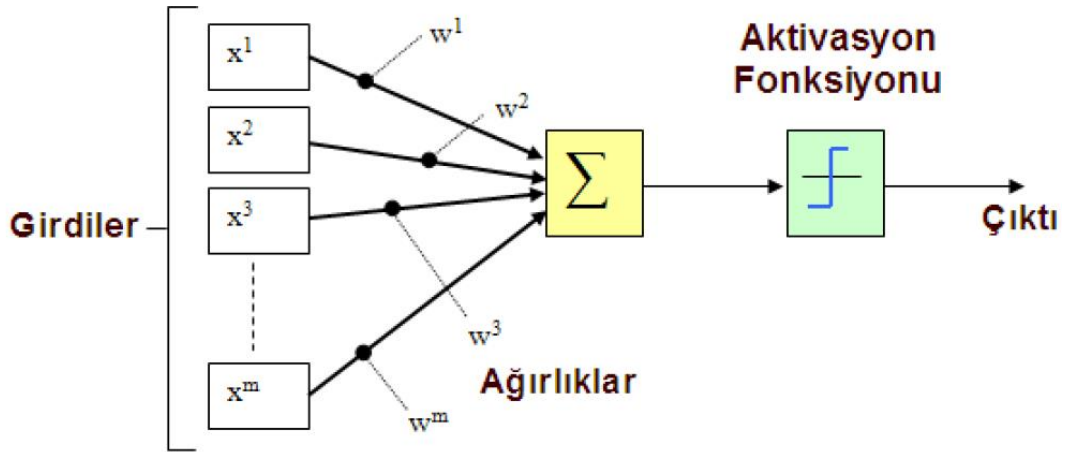 Girdiler
x¹
x²
x³
xᵐ
w¹
w²
w³
wᵐ
Ağırlıklar
∑
Aktivasyon
Fonksiyonu
Çıktı